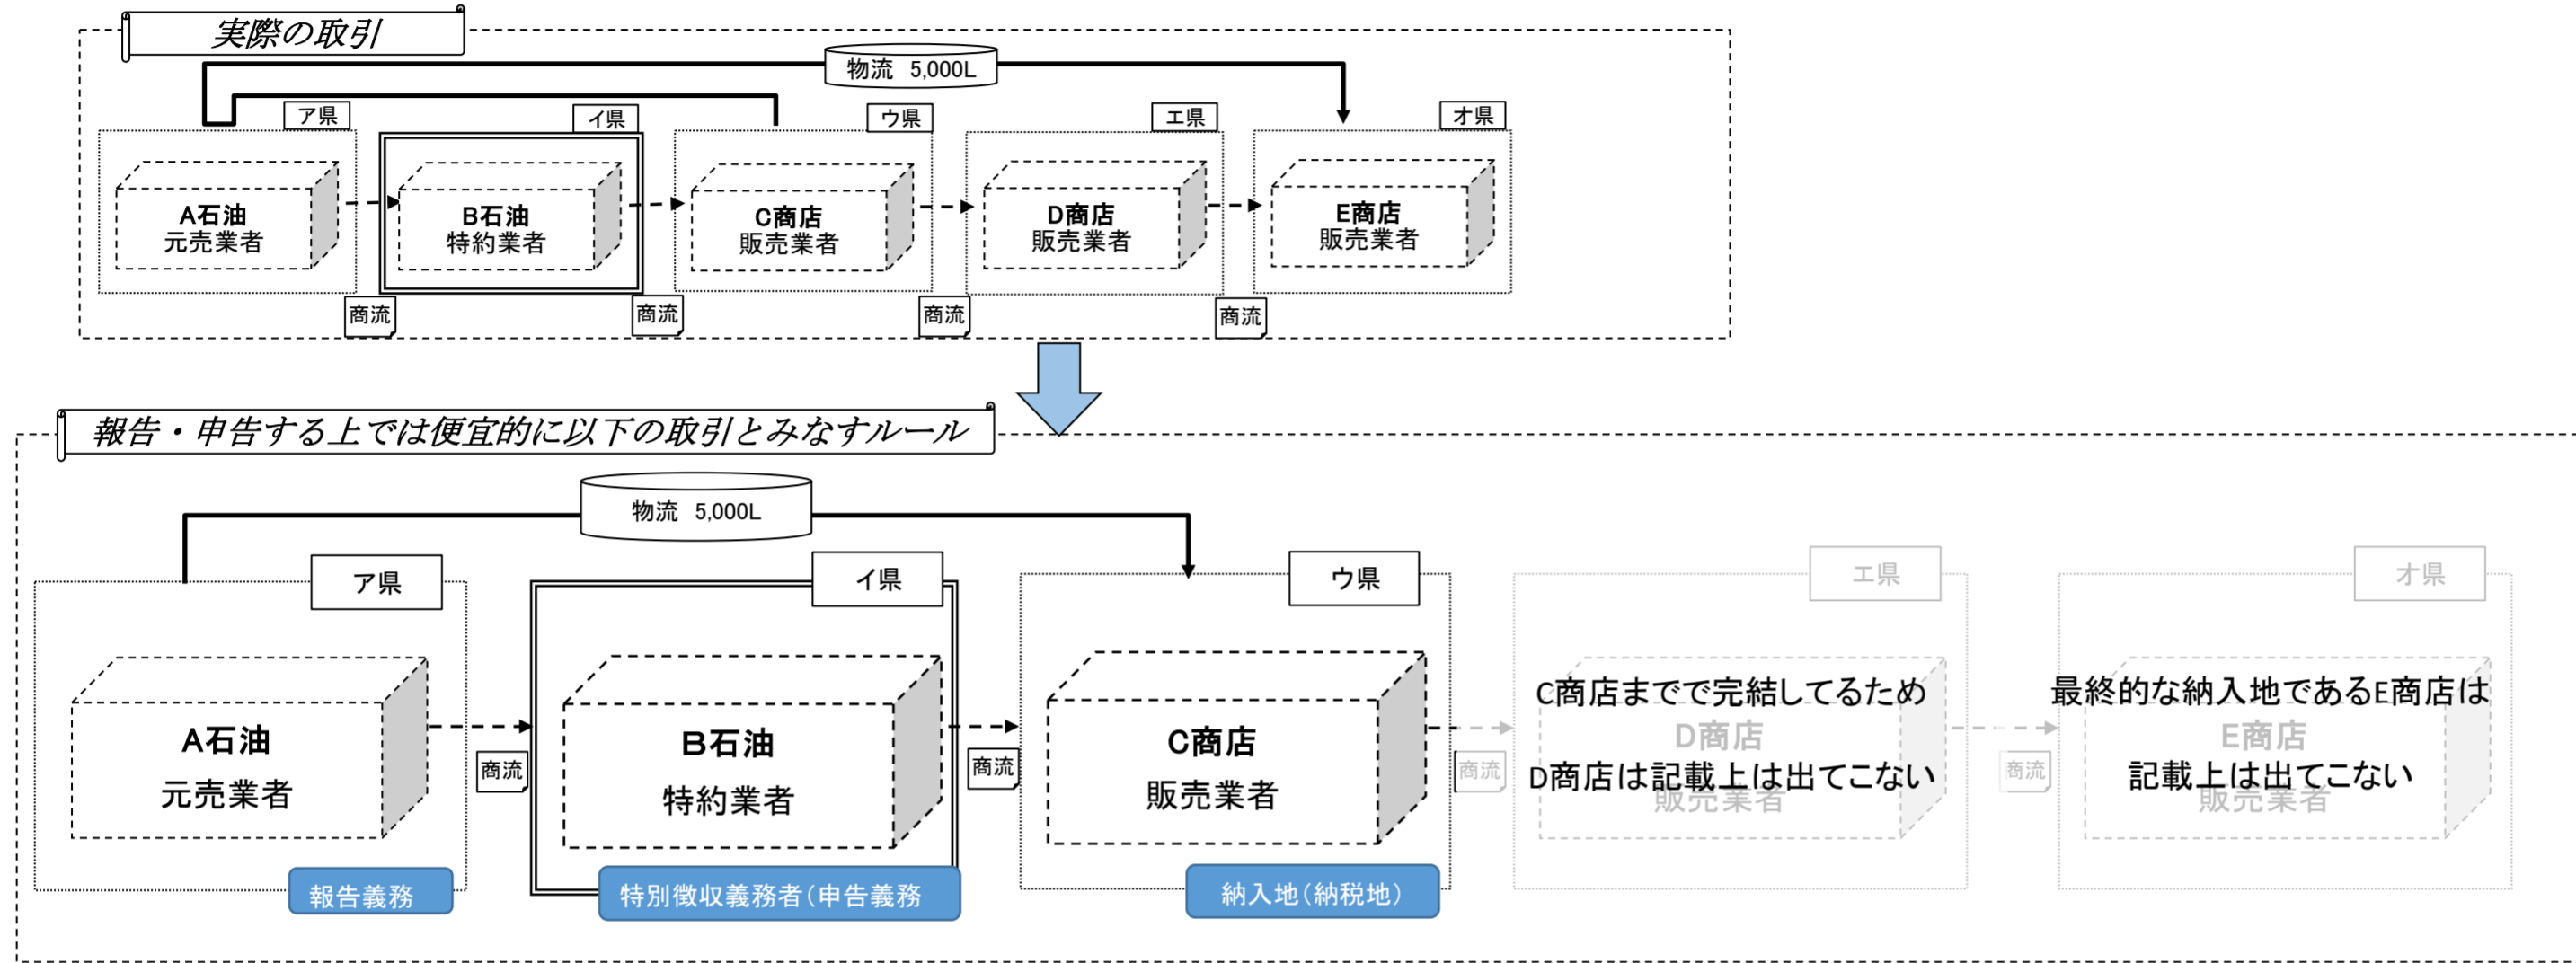 実際の取引
物流 5,000L
ア県
イ県
ウ県
エ県
オ県
A石油
元売業者
B石油
特約業者
C商店
販売業者
D商店
販売業者
E商店
販売業者
商流
商流
商流
商流
報告・申告する上では便宜的に以下の取引とみなすルール
物流 5,000L
ア県
イ県
ウ県
エ県
オ県
A石油
元売業者
商流
B石油
特約業者
商流
C商店
販売業者
商流
C商店までで完結してるため
D商店
D商店は記載上は出てこない
販売業者
商流
最終的な納入地であるE商店は
E商店
記載上は出てこない
販売業者
報告義務
特別徴収義務者(申告義務
納入地(納税地)